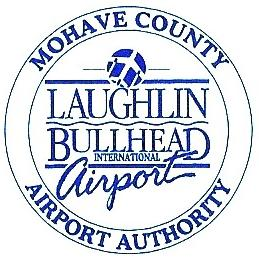 MOHAVE COUNTY
LAUGHLIN
BULLHEAD
INTERNATIONAL
Airport
AIRPORT AUTHORITY